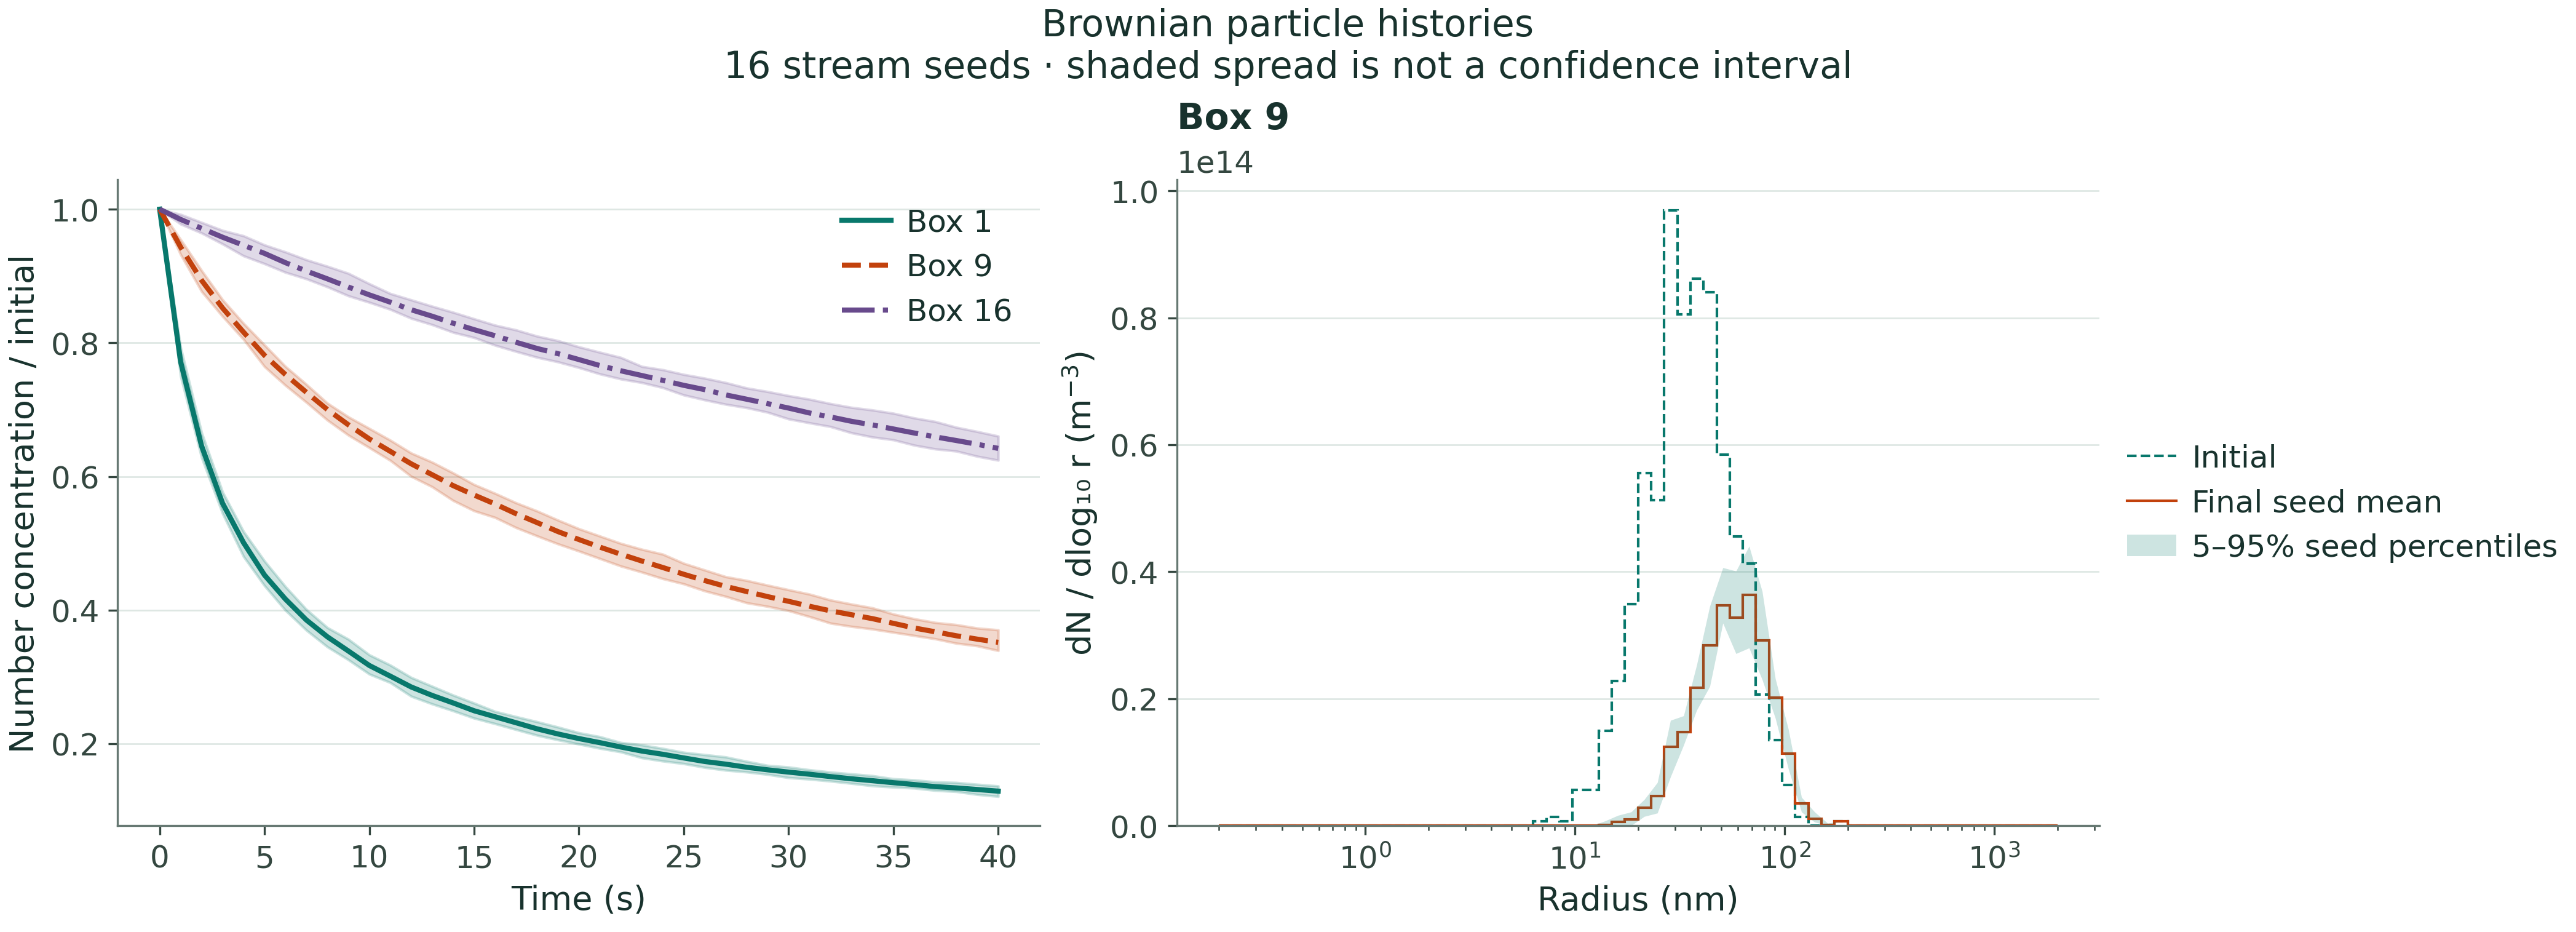 Brownian particle histories
16 stream seeds · shaded spread is not a confidence interval
Number concentration / initial
1.0
0.8
0.6
0.4
0.2
0
5
10
15
20
25
30
35
40
Time (s)
Box 1
Box 9
Box 16
Box 9
1e14
dN / dlog₁₀ r (m⁻³)
1.0
0.8
0.6
0.4
0.2
0.0
10⁰
10¹
10²
10³
Radius (nm)
Initial
Final seed mean
5–95% seed percentiles